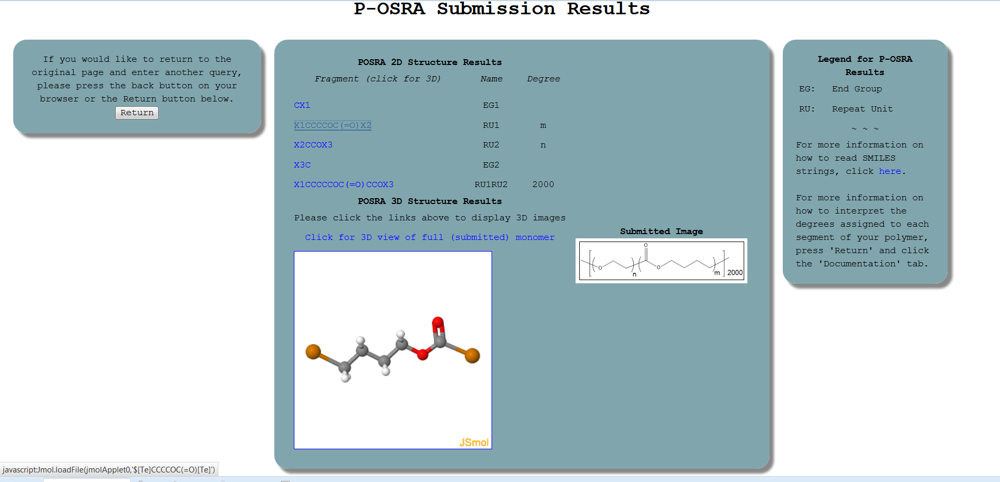 P-OSRA Submission Results
If you would like to return to the
original page and enter another query,
please press the back button on your
browser or the Return button below.
Return
POSRA 2D Structure Results
Fragment (click for 3D) Name Degree
CX1 EG1
X1CCCCOC(=O)X2 RU1 m
X2CCOX3 RU2 n
X3C EG2
X1CCCCCOC(=O)CCOX3 RU1RU2 2000
POSRA 3D Structure Results
Please click the links above to display 3D images
Click for 3D view of full (submitted) monomer
JSmol
Submitted Image
O
O
O
n
m
2000
Legend for P-OSRA
Results
EG: End Group
RU: Repeat Unit
~ ~ ~
For more information on
how to read SMILES
strings, click here.
For more information on
how to interpret the
degrees assigned to each
segment of your polymer,
press 'Return' and click
the 'Documentation' tab.
javascript:Jmol.loadFile(jmolApplet0,'$[Te]CCCCOC(=O)[Te]')